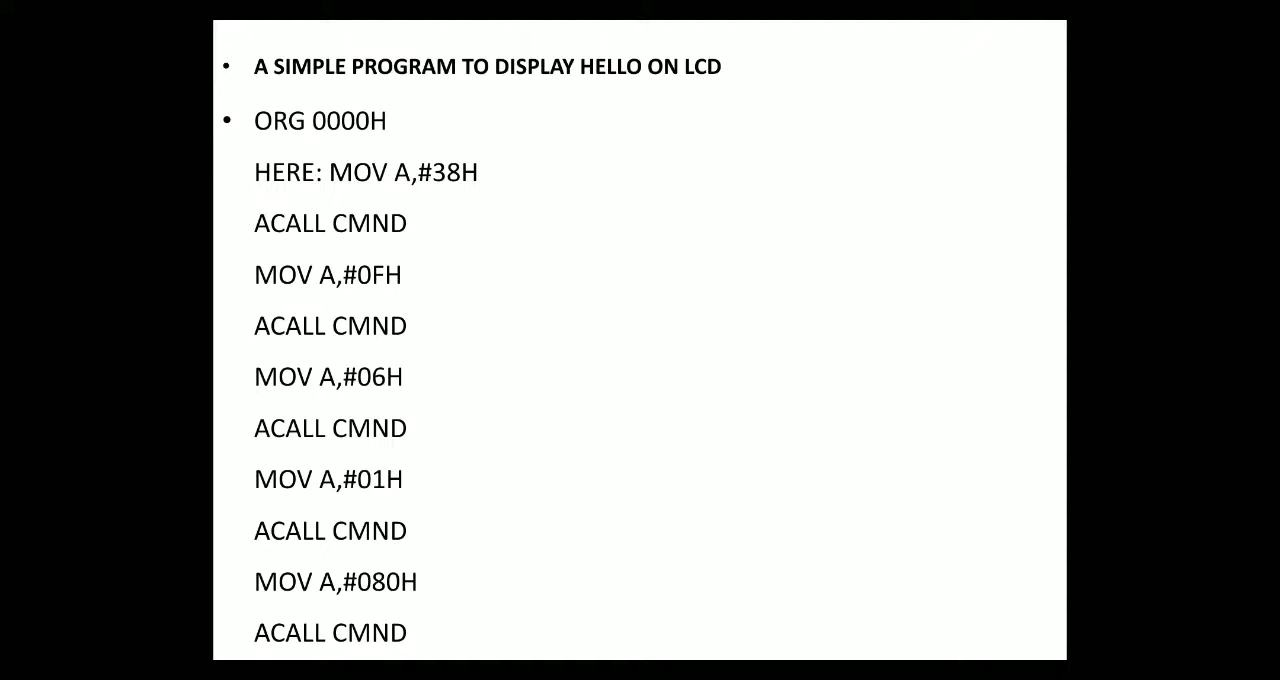 • A SIMPLE PROGRAM TO DISPLAY HELLO ON LCD
• ORG 0000H
HERE: MOV A,#38H
ACALL CMND
MOV A,#0FH
ACALL CMND
MOV A,#06H
ACALL CMND
MOV A,#01H
ACALL CMND
MOV A,#080H
ACALL CMND